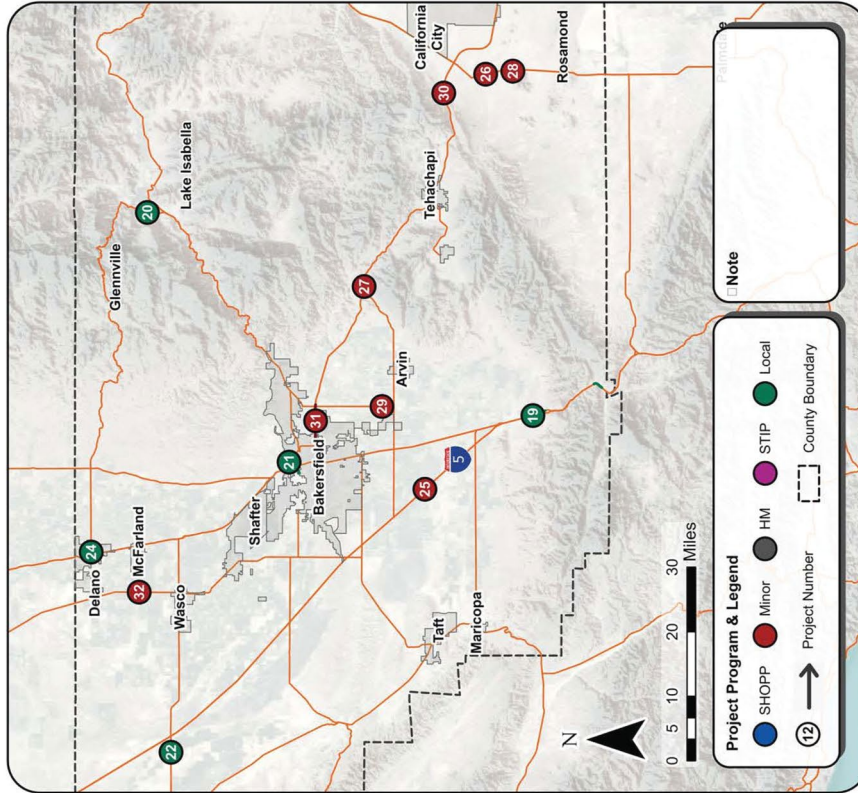 24
Delano
Glennville
20
32
McFarland
Lake Isabella
22
Wasco
Shafter
21
31
Bakersfield
27
29
Arvin
25
California
City
30
Tehachapi
5
26
28
Taft
Maricopa
19
Rosamond
N
0 5 10 20 30
Miles
Project Program & Legend
SHOPP
Minor
HM
STIP
Local
12
Project Number
County Boundary
Note